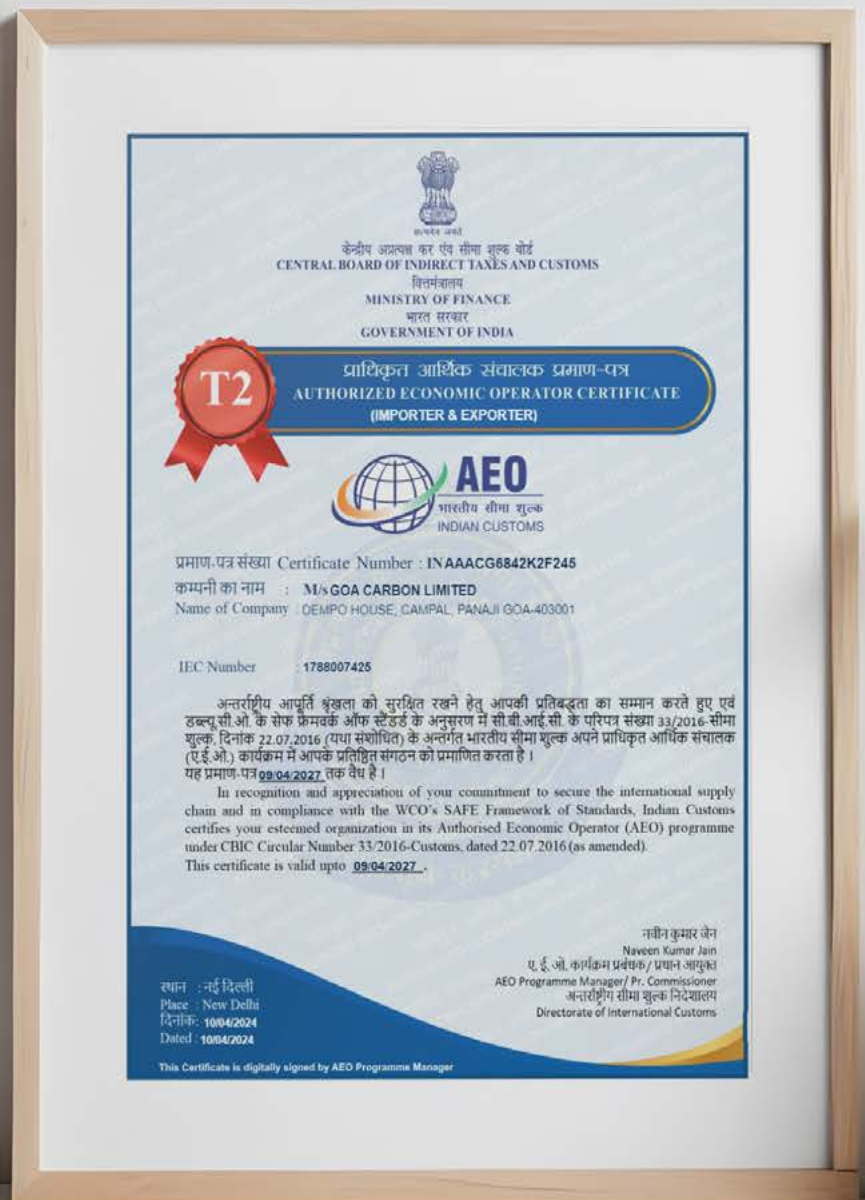 सत्यमेव जयते
केन्द्रीय अप्रत्यक्ष कर एंव सीमा शुल्क बोर्ड
CENTRAL BOARD OF INDIRECT TAXES AND CUSTOMS
वित्तमंत्रालय
MINISTRY OF FINANCE
भारत सरकार
GOVERNMENT OF INDIA
T2
प्राधिकृत आर्थिक संचालक प्रमाण-पत्र
AUTHORIZED ECONOMIC OPERATOR CERTIFICATE
(IMPORTER & EXPORTER)
AEO
भारतीय सीमा शुल्क
INDIAN CUSTOMS
प्रमाण-पत्र संख्या Certificate Number : INAAACG6842K2F245
कम्पनी का नाम : M/s GOA CARBON LIMITED
Name of Company : DEMPO HOUSE, CAMPAL, PANAJI GOA-403001
IEC Number : 1788007425
अन्तर्राष्ट्रीय आपूर्ति श्रृंखला को सुरक्षित रखने हेतु आपकी प्रतिबद्धता का सम्मान करते हुए एवं
डब्ल्यू.सी.ओ. के सेफ फ्रेमवर्क ऑफ स्टैंडर्ड के अनुसरण में सी.बी.आई.सी. के परिपत्र संख्या 33/2016-सीमा
शुल्क, दिनांक 22.07.2016 (यथा संशोधित) के अन्तर्गत भारतीय सीमा शुल्क अपने प्राधिकृत आर्थिक संचालक
(ए.ई.ओ.) कार्यक्रम में आपके प्रतिष्ठित संगठन को प्रमाणित करता है ।
यह प्रमाण-पत्र 09/04/2027 तक वैध है ।
In recognition and appreciation of your commitment to secure the international supply
chain and in compliance with the WCO's SAFE Framework of Standards, Indian Customs
certifies your esteemed organization in its Authorised Economic Operator (AEO) programme
under CBIC Circular Number 33/2016-Customs, dated 22.07.2016 (as amended).
This certificate is valid upto 09/04/2027 .
नवीन कुमार जैन
Naveen Kumar Jain
ए. ई. ओ. कार्यक्रम प्रबंधक/ प्रधान आयुक्त
AEO Programme Manager/ Pr. Commissioner
अन्तर्राष्ट्रीय सीमा शुल्क निदेशालय
Directorate of International Customs
स्थान : नई दिल्ली
Place : New Delhi
दिनांक: 10/04/2024
Dated : 10/04/2024
This Certificate is digitally signed by AEO Programme Manager